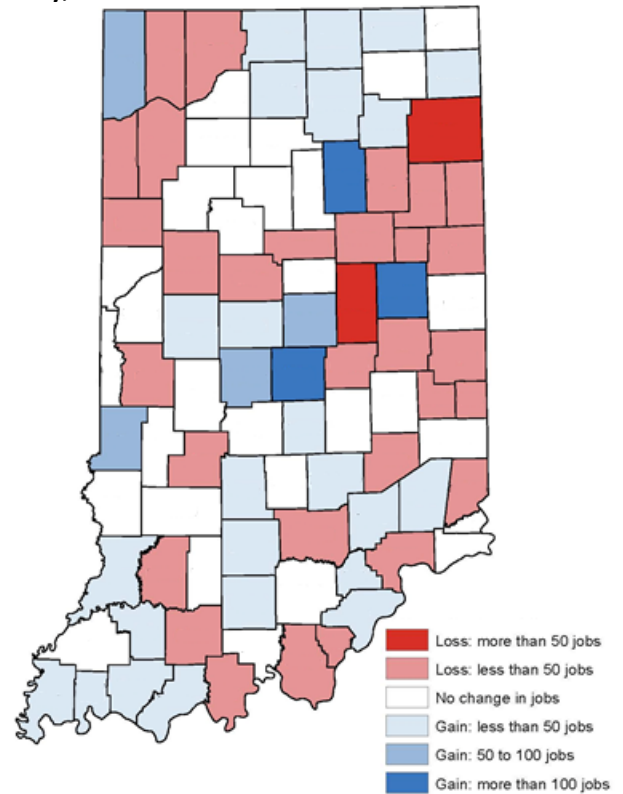 Loss: more than 50 jobs
Loss: less than 50 jobs
No change in jobs
Gain: less than 50 jobs
Gain: 50 to 100 jobs
Gain: more than 100 jobs